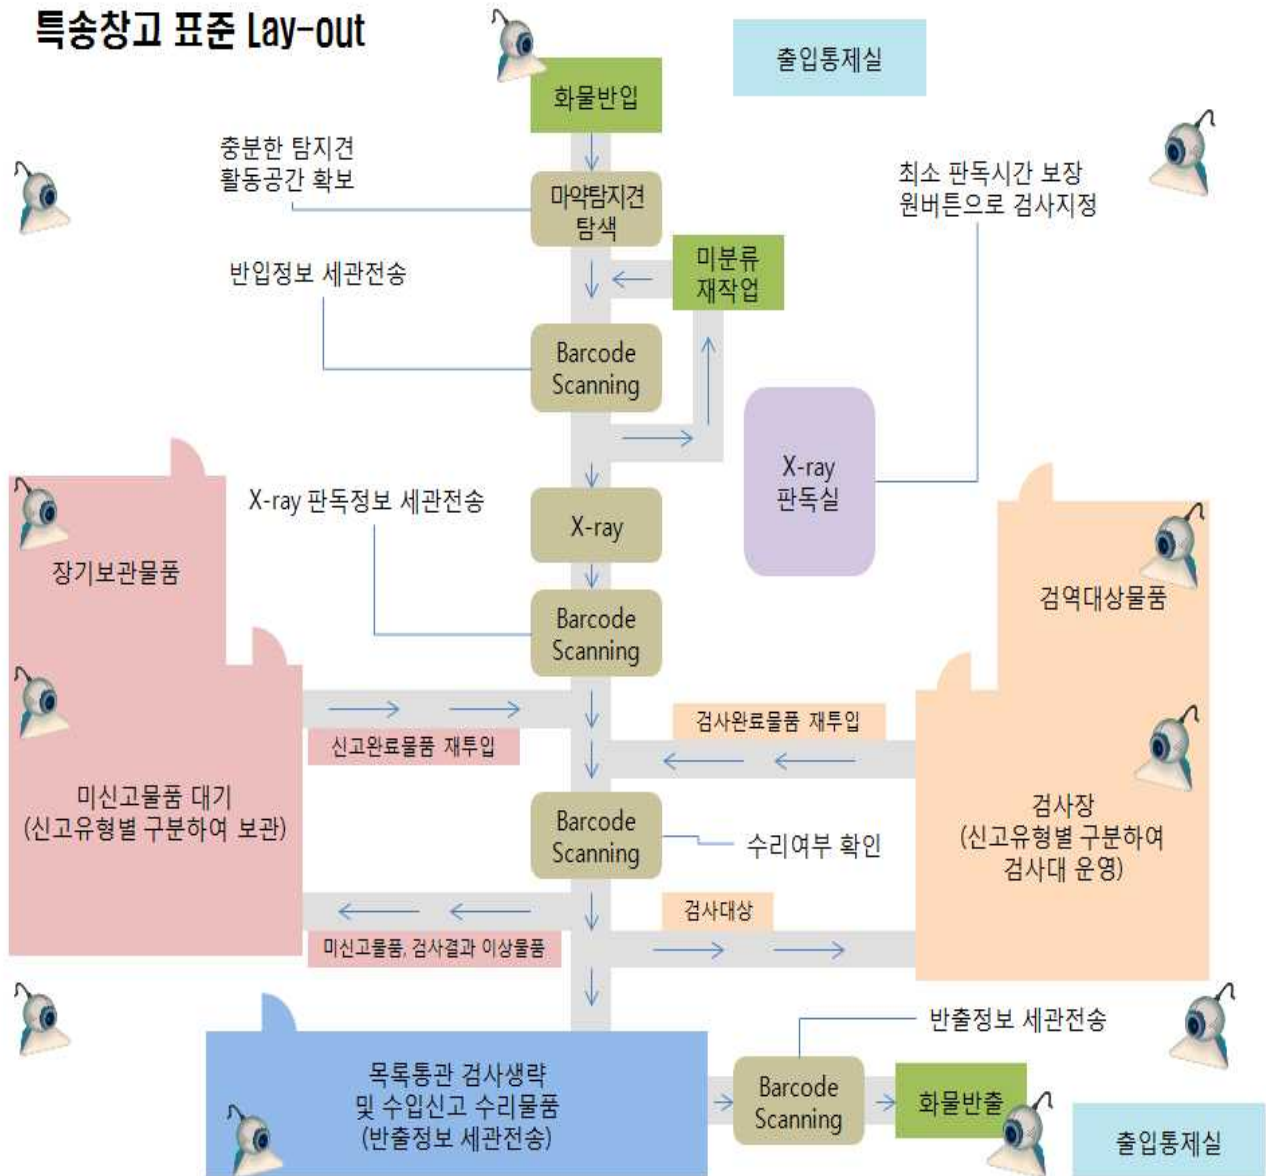 특송창고 표준 Lay-out
출입통제실
화물반입
충분한 탐지견
활동공간 확보
마약탐지견
탐색
최소 판독시간 보장
원버튼으로 검사지정
반입정보 세관전송
미분류
재작업
Barcode
Scanning
X-ray
판독실
X-ray 판독정보 세관전송
X-ray
장기보관물품
검역대상물품
Barcode
Scanning
신고완료물품 재투입
검사완료물품 재투입
미신고물품 대기
(신고유형별 구분하여 보관)
Barcode
Scanning
수리여부 확인
검사장
(신고유형별 구분하여
검사대 운영)
미신고물품, 검사결과 이상물품
검사대상
반출정보 세관전송
목록통관 검사생략
및 수입신고 수리물품
(반출정보 세관전송)
Barcode
Scanning
화물반출
출입통제실